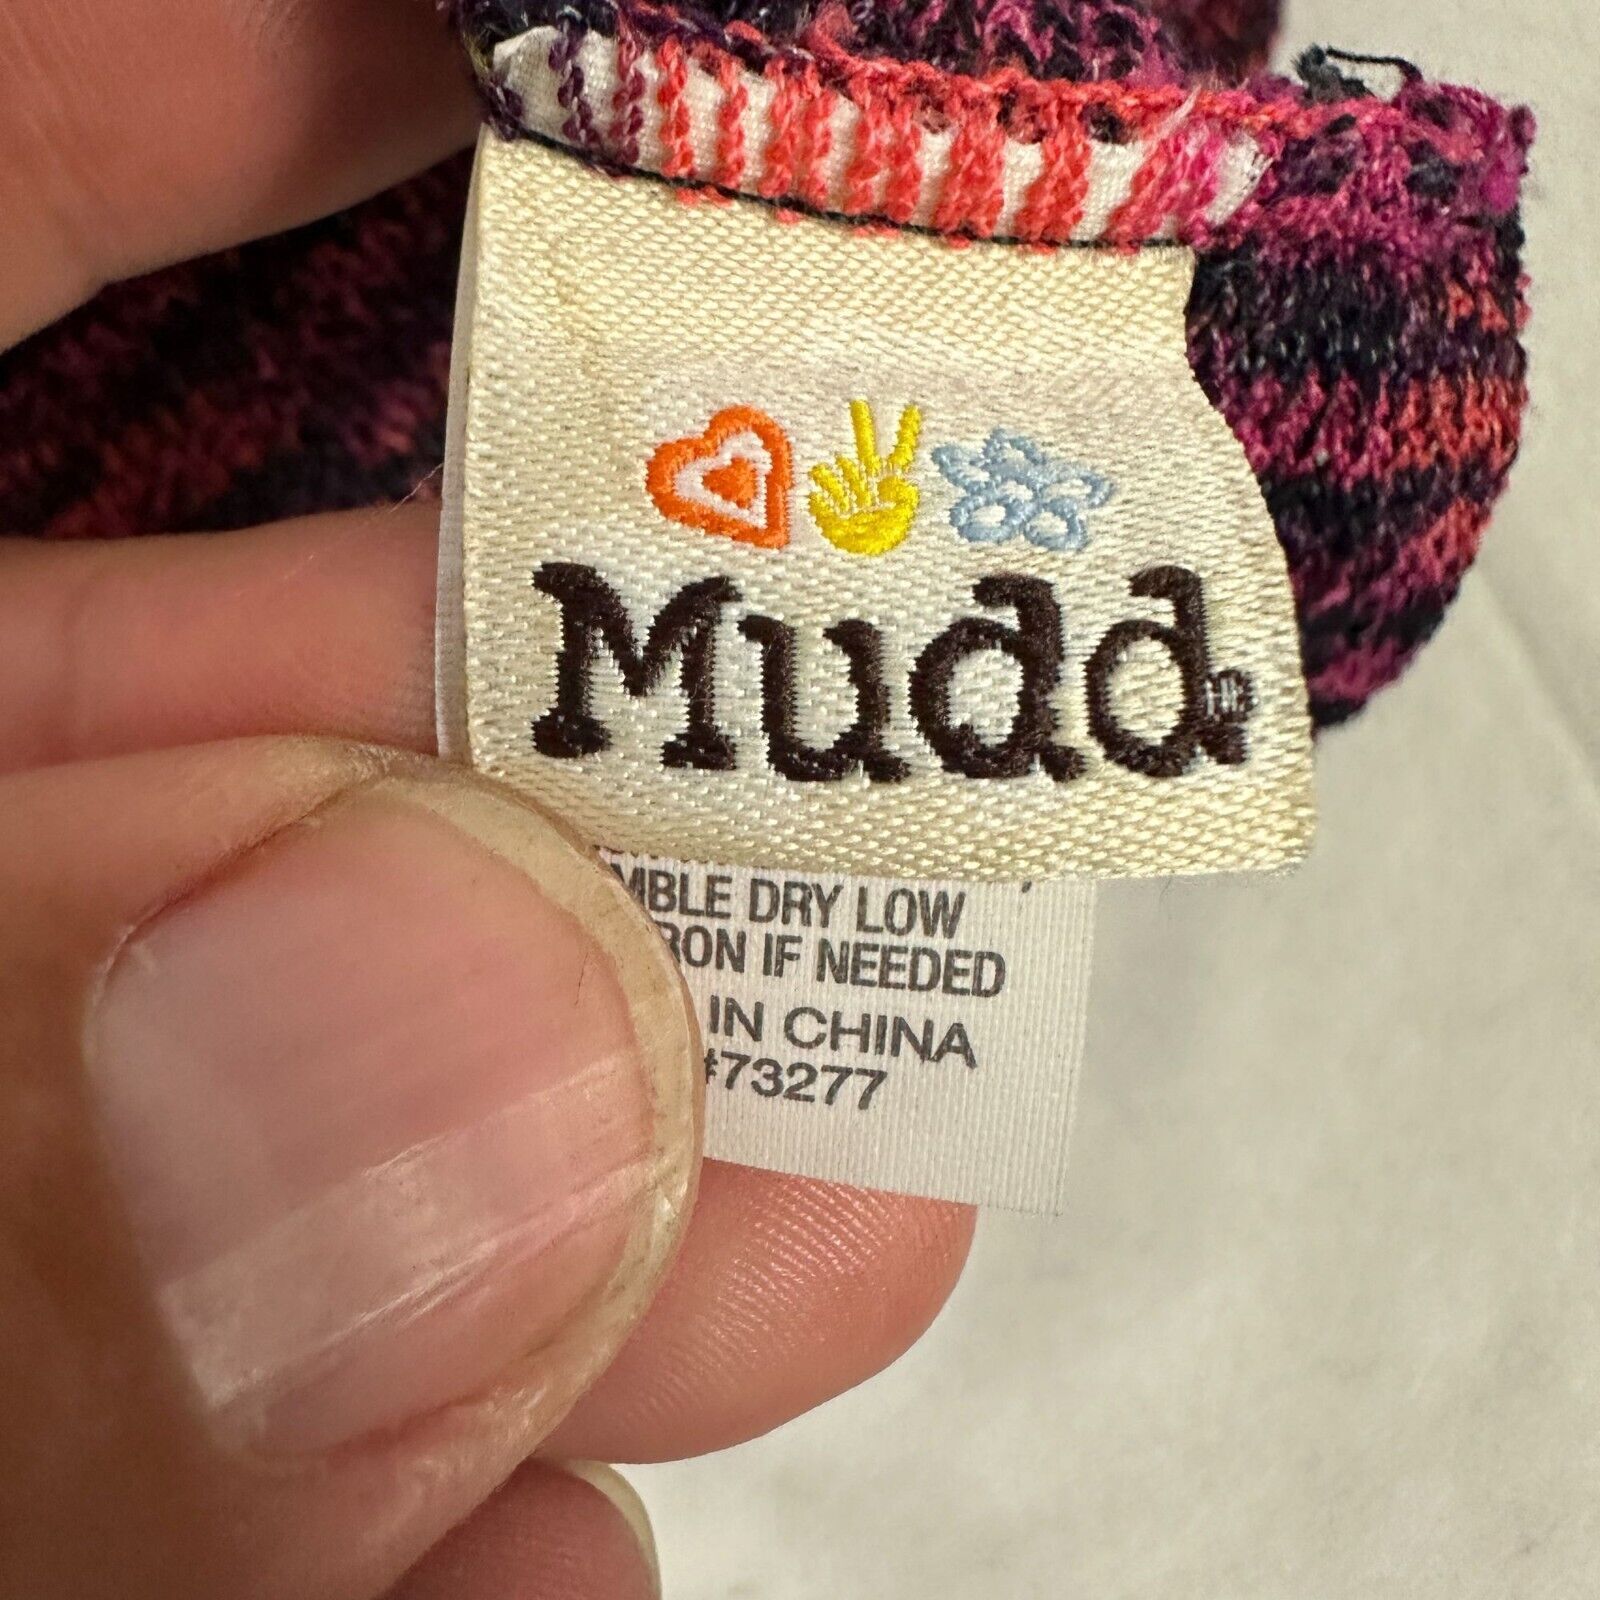 Mudd
MBLE DRY LOW
RON IF NEEDED
IN CHINA
#73277